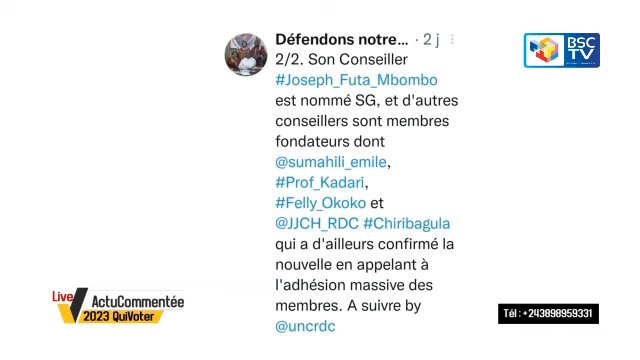 Défendons notre... · 2 j
2/2. Son Conseiller
#Joseph_Futa_Mbombo
est nommé SG, et d'autres
conseillers sont membres
fondateurs dont
@sumahili_emile,
#Prof_Kadari,
#Felly_Okoko et
@JJCH_RDC #Chiribagula
qui a d'ailleurs confirmé la
nouvelle en appelant à
l'adhésion massive des
membres. A suivre by
@uncrdc
BSC
TV
Live
ActuCommentée
2023 QuiVoter
Tél : +243898959331